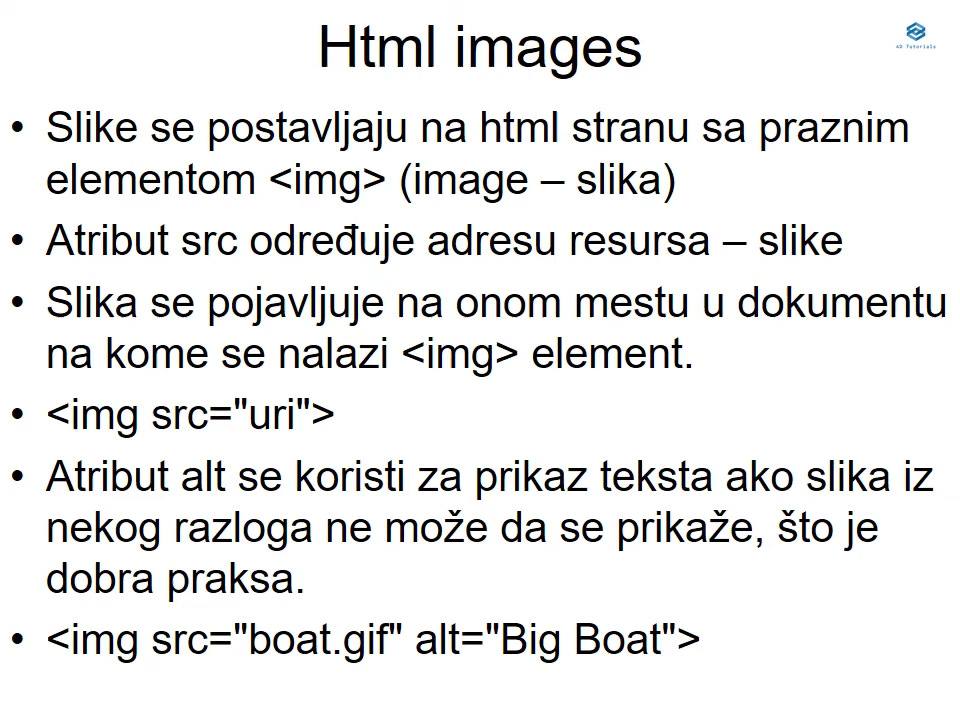 Html images
AD Tutorials
• Slike se postavljaju na html stranu sa praznim
elementom <img> (image – slika)
• Atribut src određuje adresu resursa – slike
• Slika se pojavljuje na onom mestu u dokumentu
na kome se nalazi <img> element.
• <img src="uri">
• Atribut alt se koristi za prikaz teksta ako slika iz
nekog razloga ne može da se prikaže, što je
dobra praksa.
• <img src="boat.gif" alt="Big Boat">